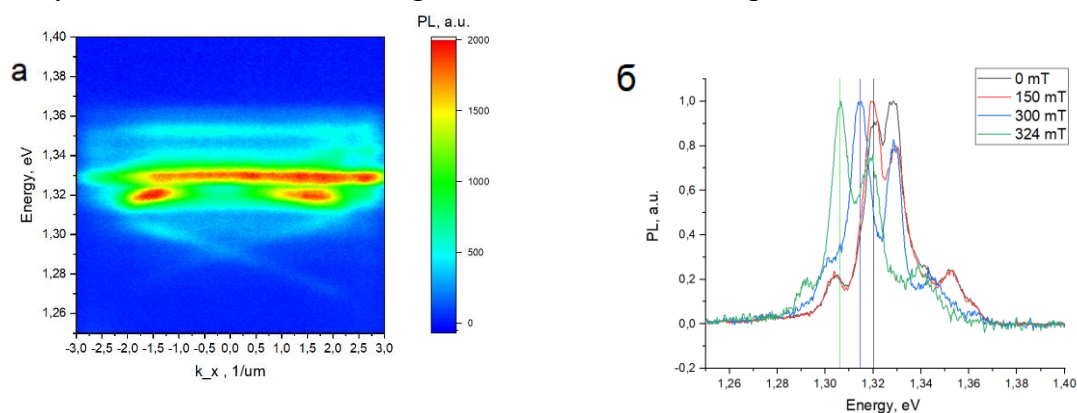 PL, a.u.
а
1,40
1,38
1,36
1,34
1,33
1,32
1,30
1,28
1,26
Energy, eV
-3,0 -2,5 -2,0 -1,5 -1,0 -0,5 0,0 0,5 1,0 1,5 2,0 2,5 3,0
k_x , 1/um
2000
1500
1000
500
0
б
0 mT
150 mT
300 mT
324 mT
1,0
0,8
0,6
0,4
0,2
0,0
-0,2
PL, a.u.
1,26 1,28 1,30 1,32 1,34 1,36 1,38 1,40
Energy, eV